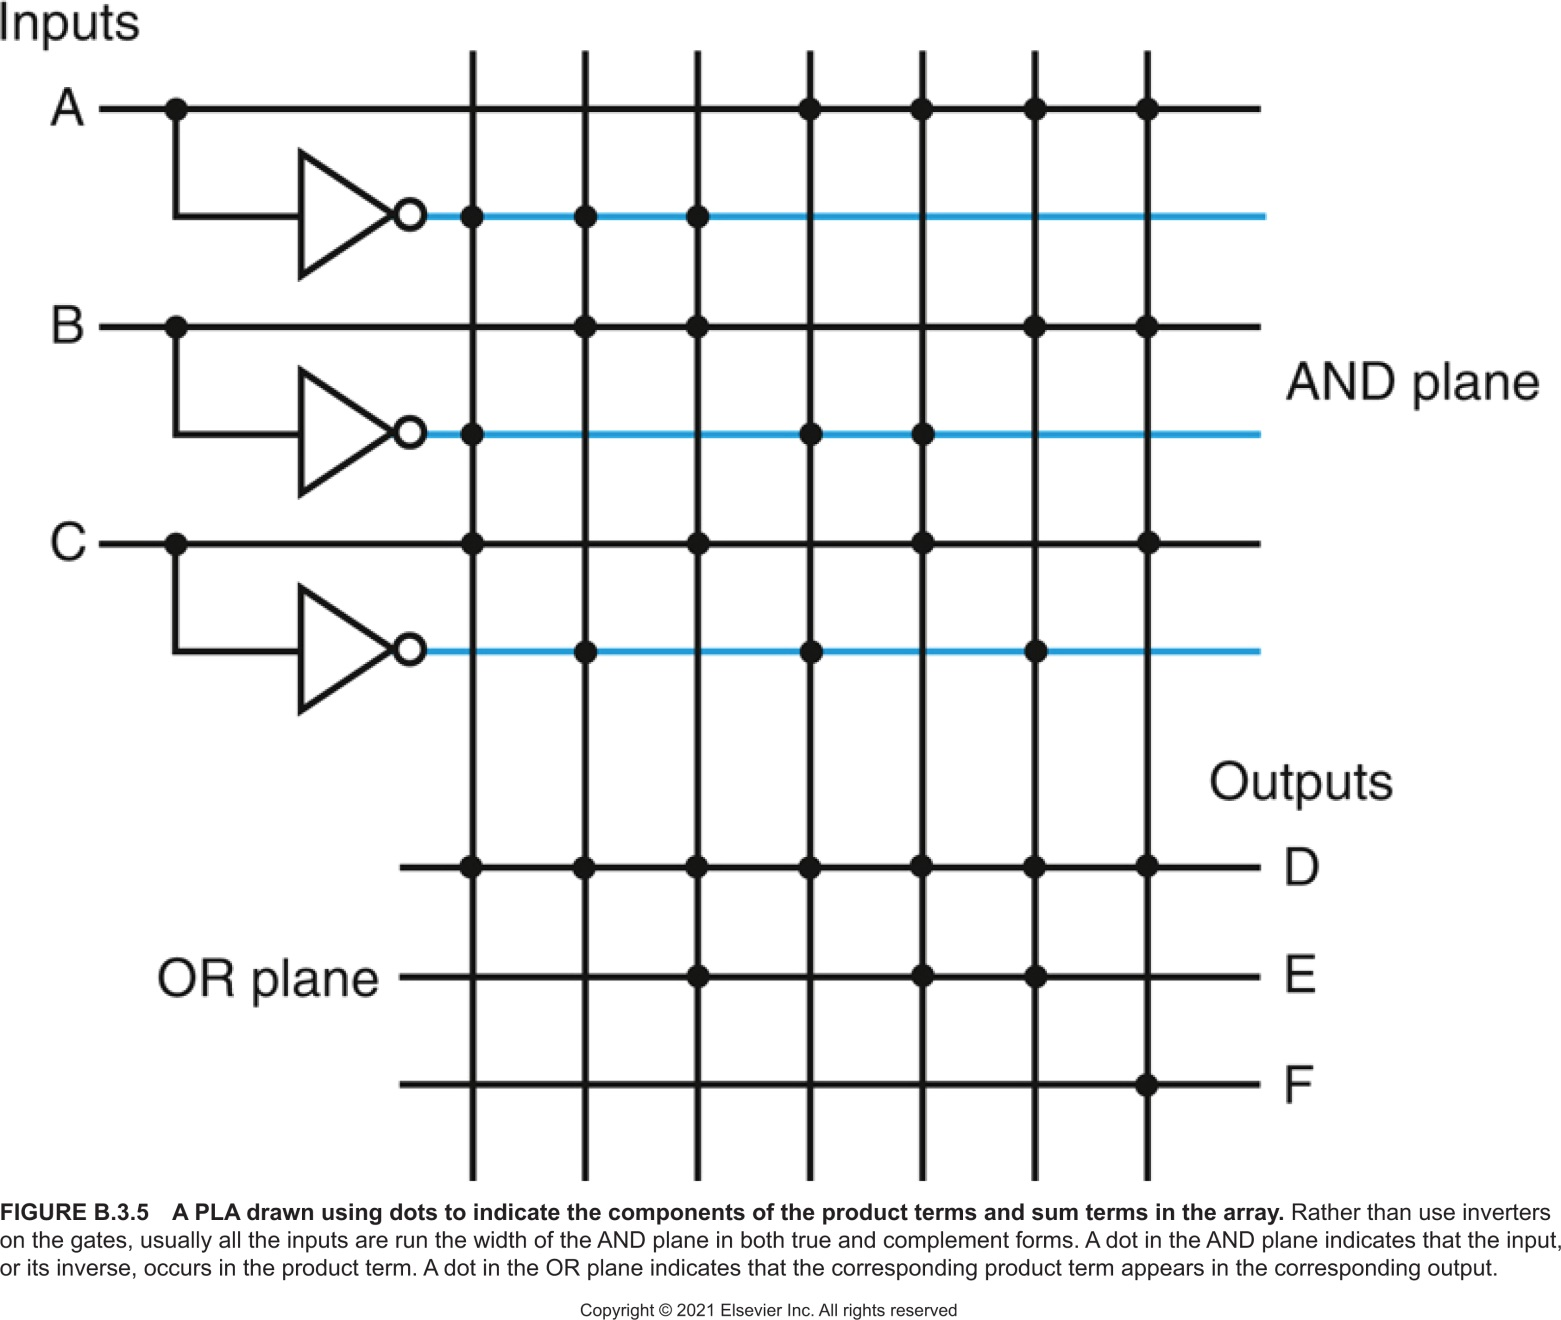 Inputs
A
B
AND plane
C
Outputs
D
OR plane
E
F
FIGURE B.3.5 A PLA drawn using dots to indicate the components of the product terms and sum terms in the array. Rather than use inverters
on the gates, usually all the inputs are run the width of the AND plane in both true and complement forms. A dot in the AND plane indicates that the input,
or its inverse, occurs in the product term. A dot in the OR plane indicates that the corresponding product term appears in the corresponding output.
Copyright © 2021 Elsevier Inc. All rights reserved